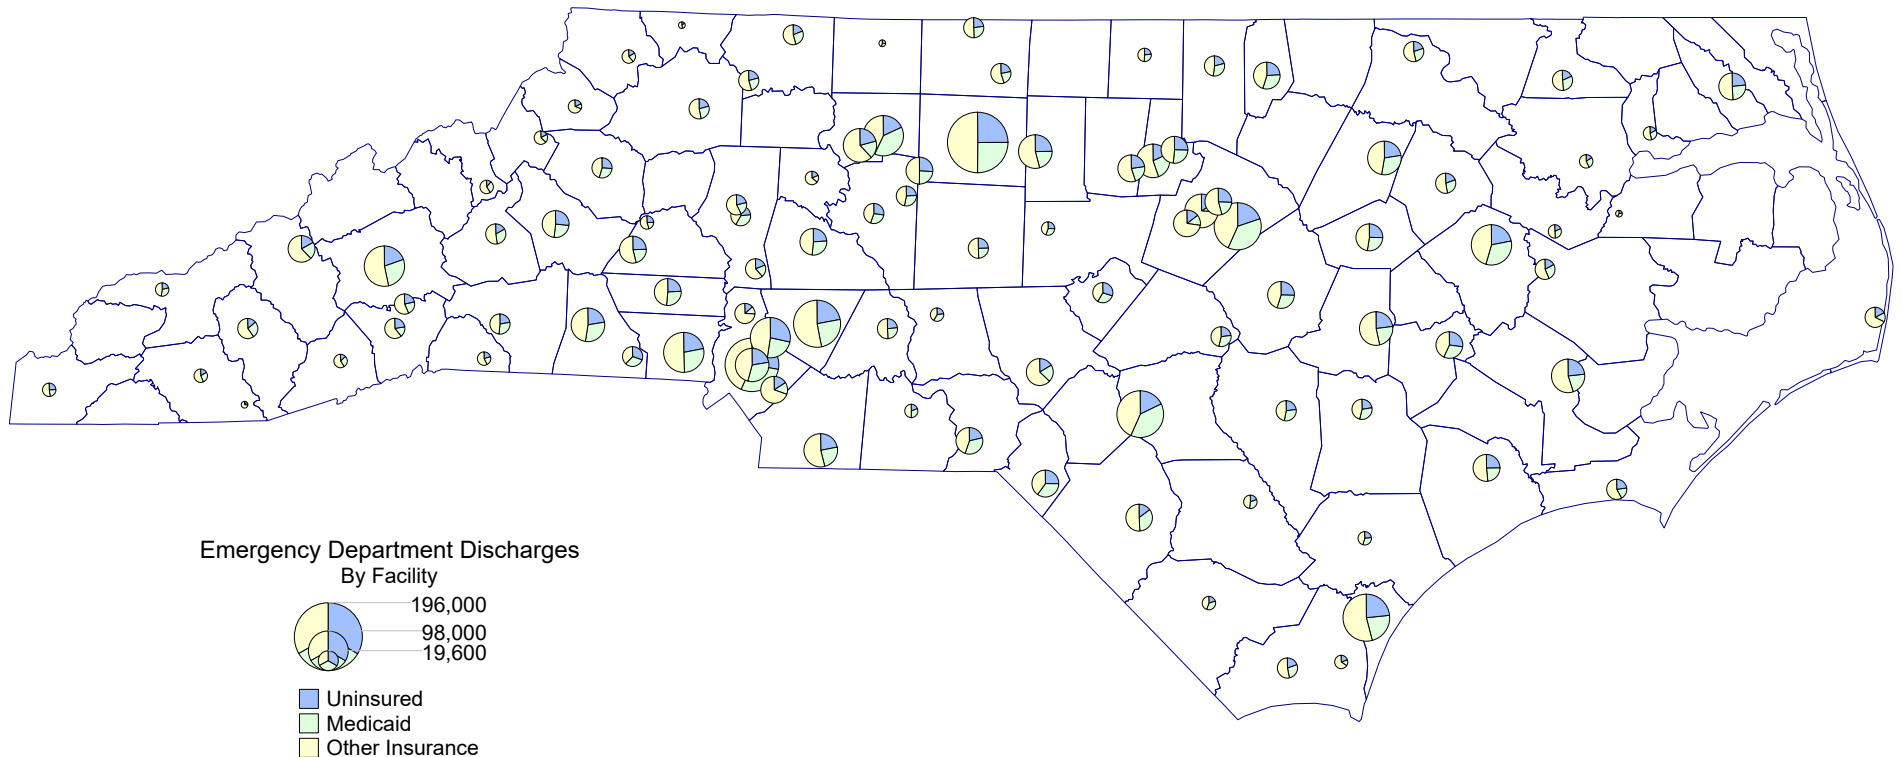 Emergency Department Discharges
By Facility
196,000
98,000
19,600
Uninsured
Medicaid
Other Insurance